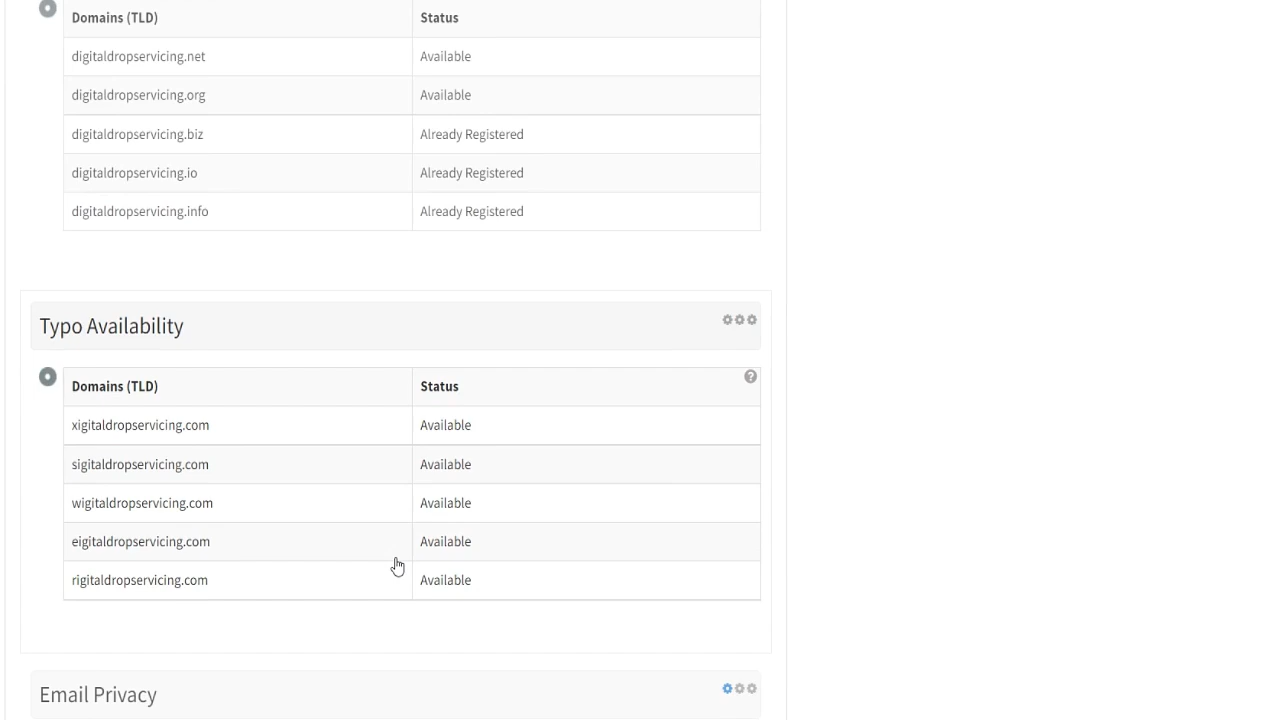 Domains (TLD) Status
digitaldropservicing.net Available
digitaldropservicing.org Available
digitaldropservicing.biz Already Registered
digitaldropservicing.io Already Registered
digitaldropservicing.info Already Registered
Typo Availability
Domains (TLD) Status
xigitaldropservicing.com Available
sigitaldropservicing.com Available
wigitaldropservicing.com Available
eigitaldropservicing.com Available
rigitaldropservicing.com Available
Email Privacy